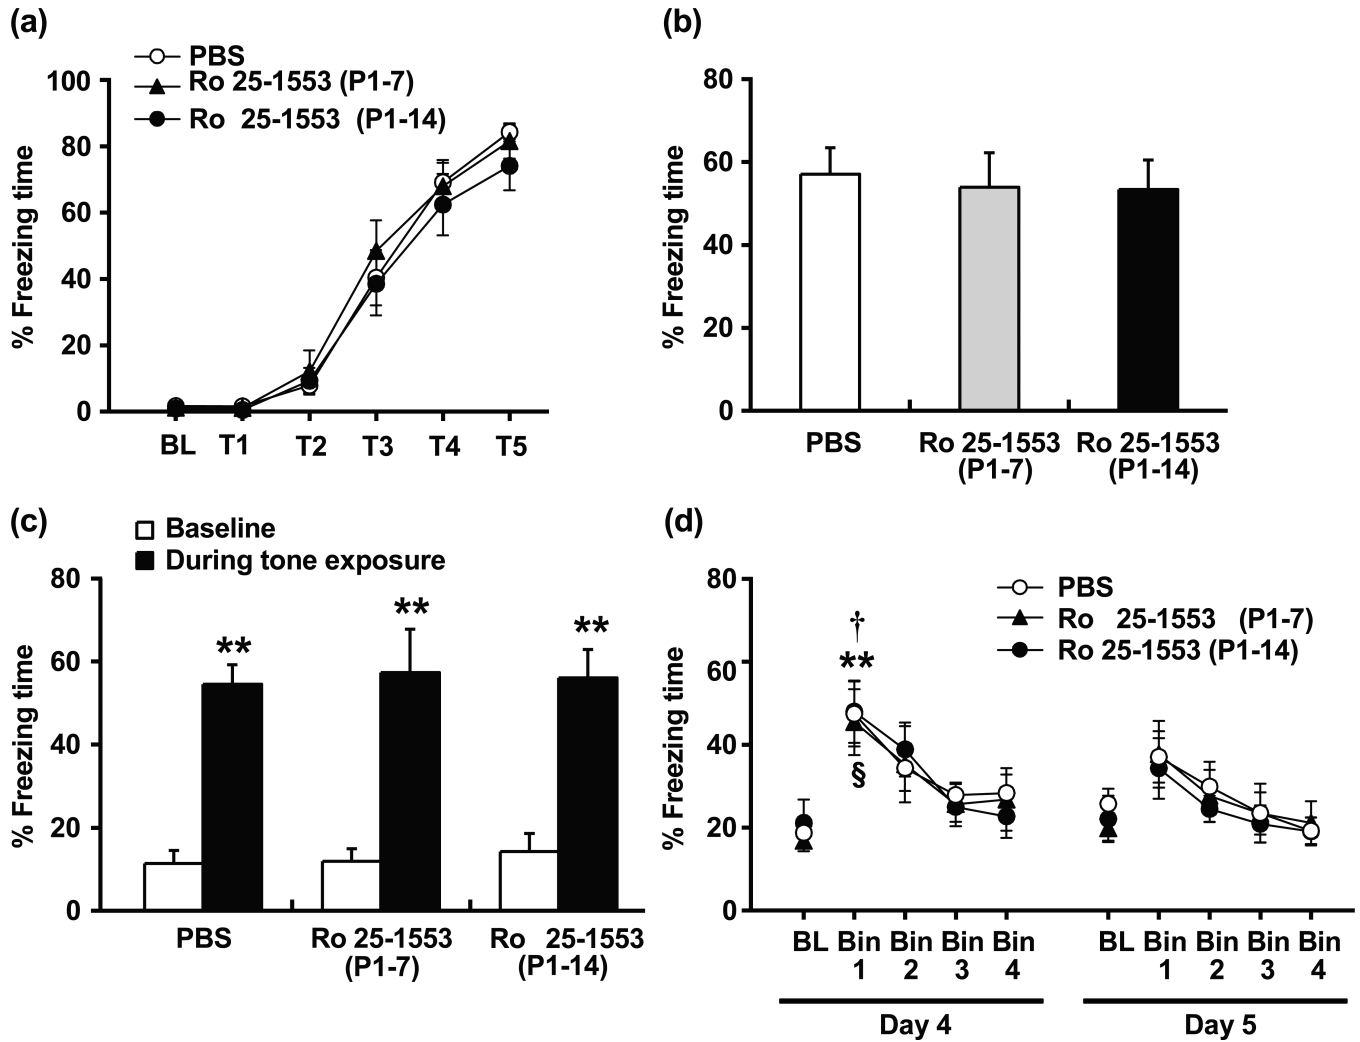 (a)
PBS
Ro 25-1553 (P1-7)
Ro 25-1553 (P1-14)
100
80
60
40
20
0
% Freezing time
BL T1 T2 T3 T4 T5
(b)
80
60
40
20
0
% Freezing time
PBS Ro 25-1553 Ro 25-1553
(P1-7) (P1-14)
(c)
Baseline
During tone exposure
80
60
40
20
0
% Freezing time
** ** **
PBS Ro 25-1553 Ro 25-1553
(P1-7) (P1-14)
(d)
PBS
Ro 25-1553 (P1-7)
Ro 25-1553 (P1-14)
80
60
40
20
0
% Freezing time
†
**
§
BL Bin Bin Bin Bin BL Bin Bin Bin Bin
1 2 3 4 1 2 3 4
Day 4 Day 5